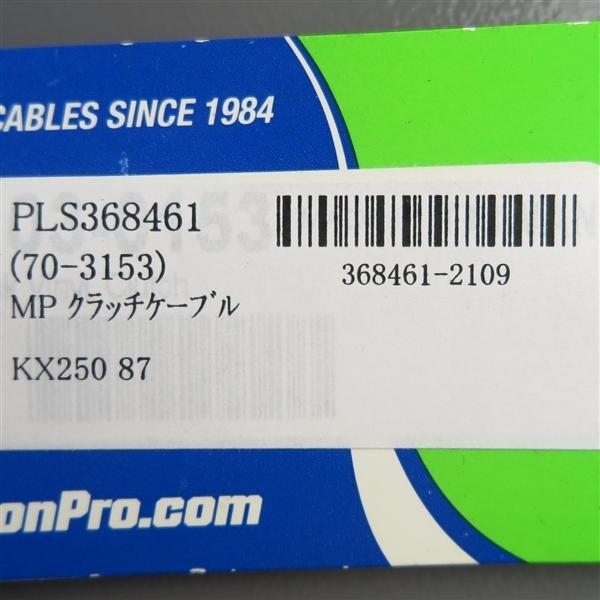 CABLES SINCE 1984
PLS368461
(70-3153)
MP クラッチケーブル
KX250 87
368461-2109
onPro.com